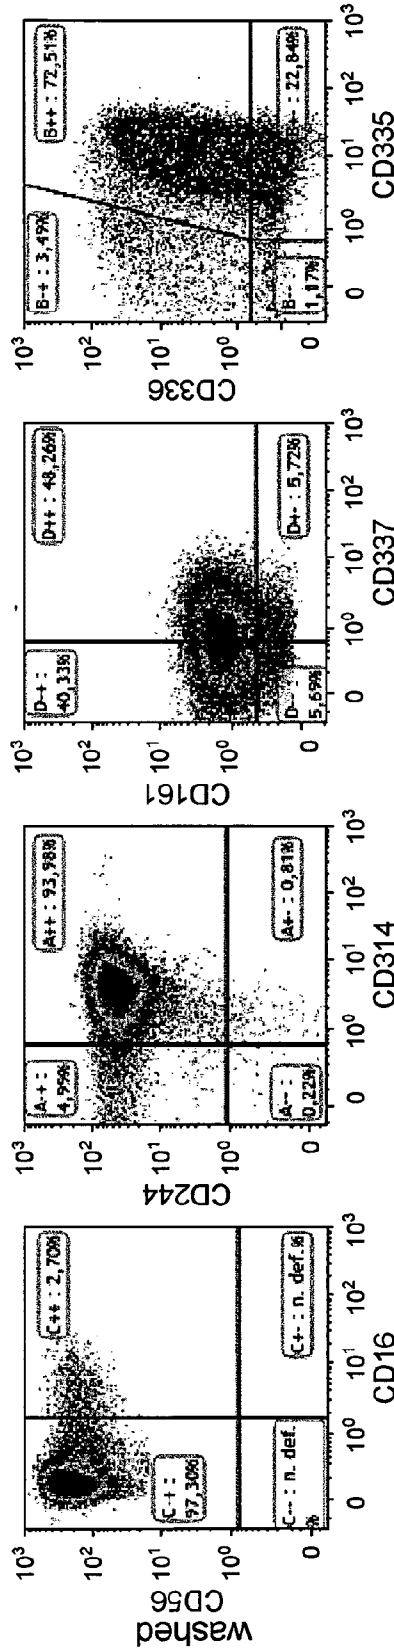 washed
CD56
10³
10²
10¹
10⁰
0
C++ : 2,70%
C-+ :
97,30%
C-- : n. def.
%
C+- : n. def.%
0
10⁰
10¹
10²
10³
CD16
CD244
10³
10²
10¹
10⁰
0
A-+ :
4,99%
A++ : 93,98%
A-- :
0,22%
A+- : 0,81%
0
10⁰
10¹
10²
10³
CD314
CD161
10³
10²
10¹
10⁰
0
D-+ :
40,33%
D++ : 48,26%
D-- :
5,69%
D+- : 5,72%
0
10⁰
10¹
10²
10³
CD337
CD336
10³
10²
10¹
10⁰
0
B-+ : 3,49%
B++ : 72,51%
B-- :
1,17%
: 22,84%
0
10⁰
10¹
10²
10³
CD335